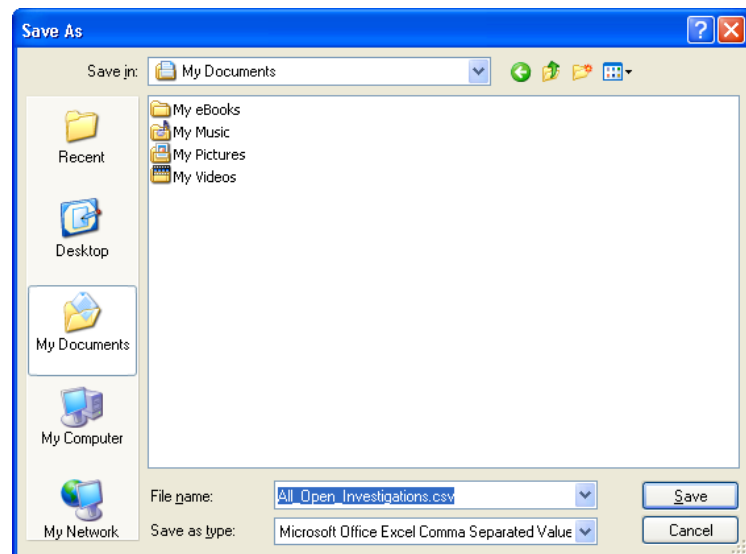 Save As
Save in: My Documents
My eBooks
My Music
My Pictures
My Videos
Recent
Desktop
My Documents
My Computer
My Network
File name: All_Open_Investigations.csv Save
Save as type: Microsoft Office Excel Comma Separated Value Cancel